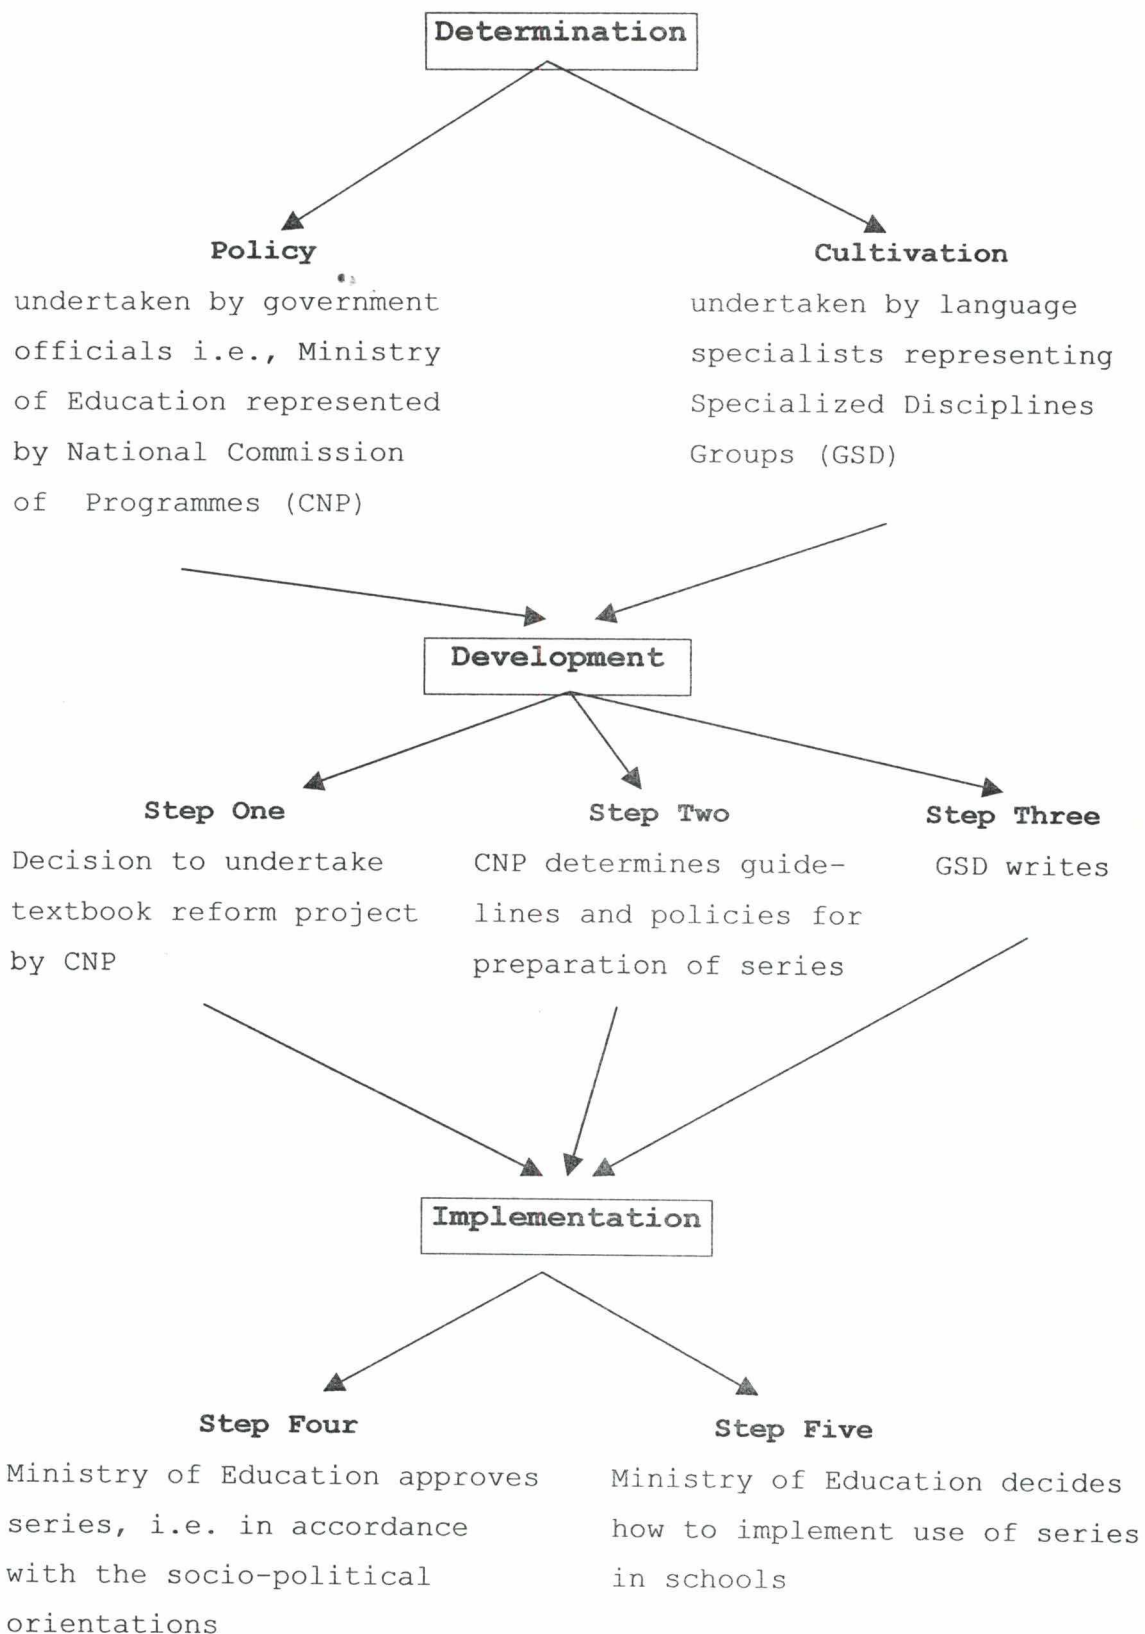 Determination
Policy
undertaken by government
officials i.e., Ministry
of Education represented
by National Commission
of Programmes (CNP)
Cultivation
undertaken by language
specialists representing
Specialized Disciplines
Groups (GSD)
Development
Step One
Decision to undertake
textbook reform project
by CNP
Step Two
CNP determines guide-
lines and policies for
preparation of series
Step Three
GSD writes
Implementation
Step Four
Ministry of Education approves
series, i.e. in accordance
with the socio-political
orientations
Step Five
Ministry of Education decides
how to implement use of series
in schools